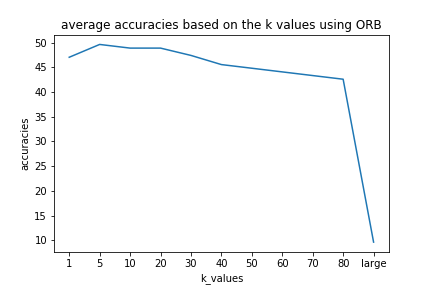 average accuracies based on the k values using ORB
50
45
40
35
30
25
20
15
10
accuracies
1 5 10 20 30 40 50 60 70 80 large
k_values